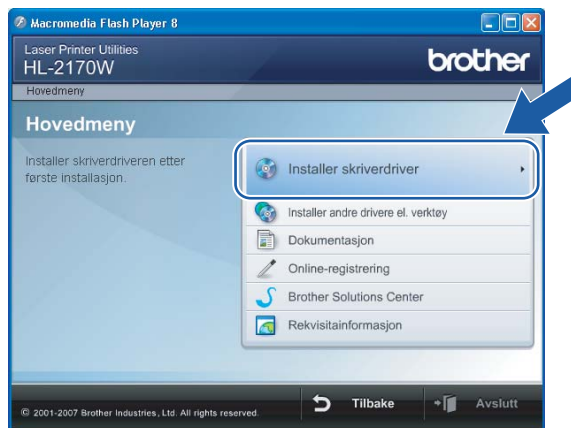 Macromedia Flash Player 8
Laser Printer Utilities
HL-2170W
brother
Hovedmeny
Hovedmeny
Installer skriverdriveren etter
første installasjon.
Installer skriverdriver
Installer andre drivere el. verktøy
Dokumentasjon
Online-registrering
Brother Solutions Center
Rekvisitainformasjon
© 2001-2007 Brother Industries, Ltd. All rights reserved.
Tilbake
Avslutt